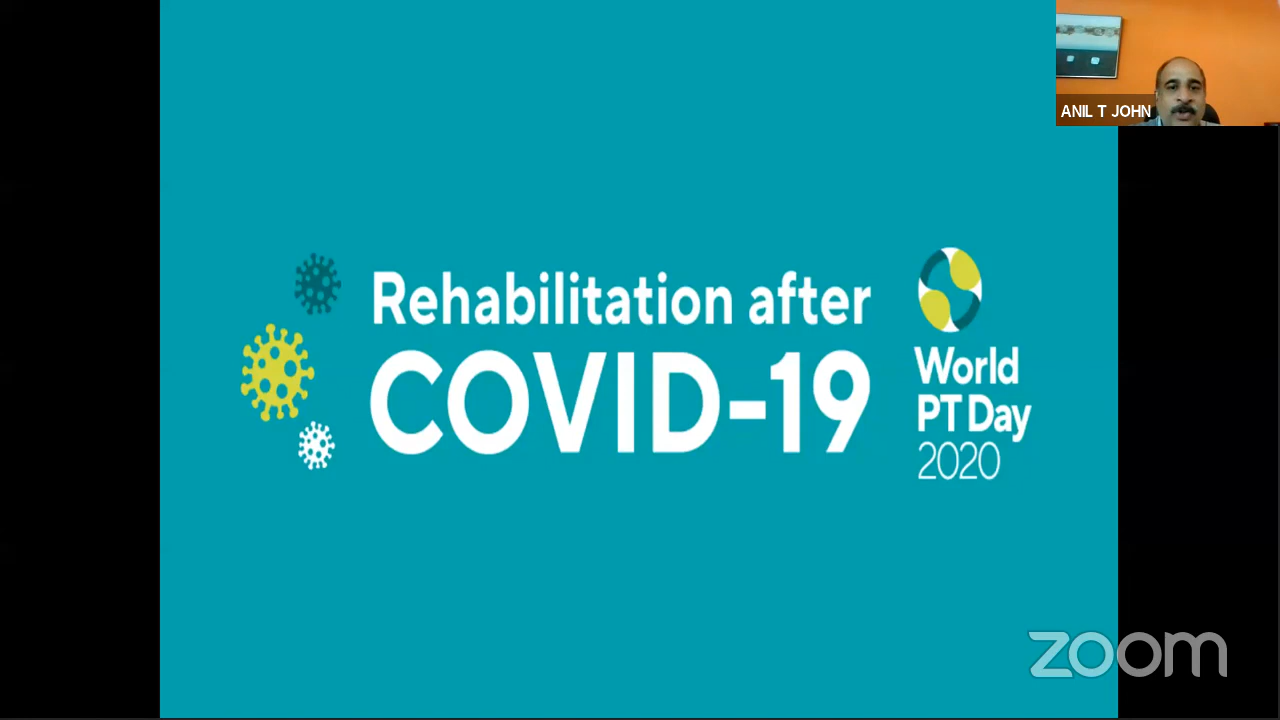 ANIL T JOHN
Rehabilitation after
COVID-19
World
PT Day
2020
zoom